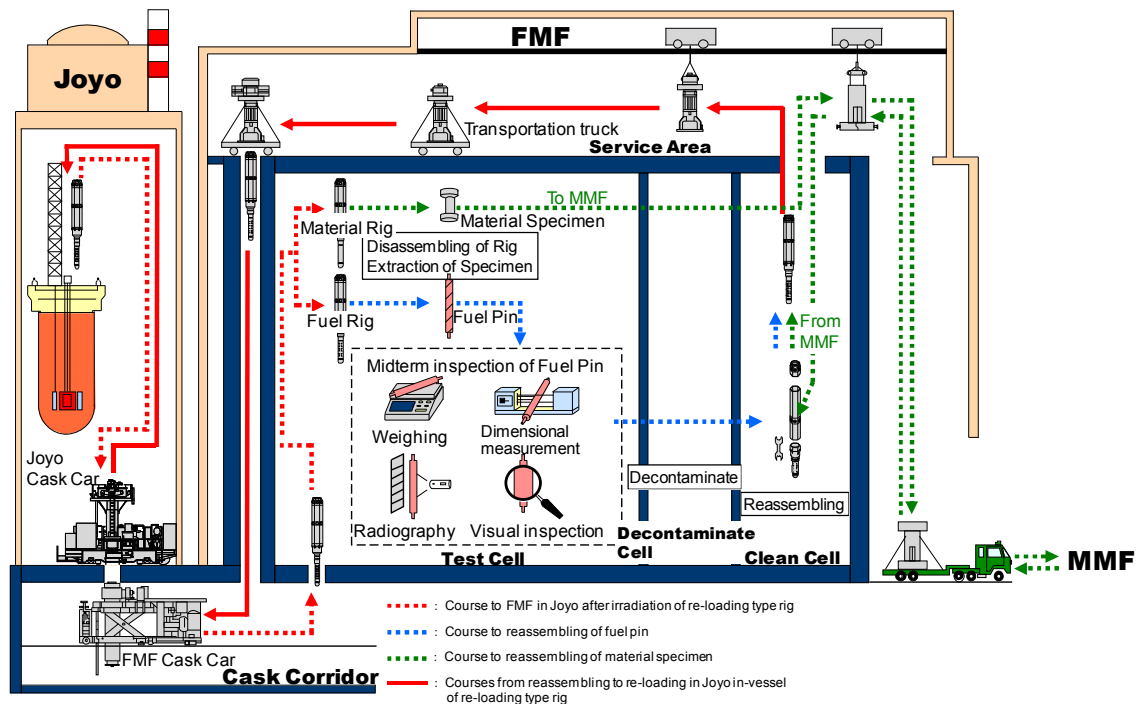 FMF
Joyo
Transportation truck
Service Area
To MMF
Material Rig
Material Specimen
Disassembling of Rig
Extraction of Specimen
Fuel Rig
Fuel Pin
From
MMF
Midterm inspection of Fuel Pin
Weighing
Dimensional
measurement
Radiography
Visual inspection
Joyo
Cask Car
Decontaminate
Reassembling
Test Cell
Decontaminate
Cell
Clean Cell
MMF
FMF Cask Car
Cask Corridor
: Course to FMF in Joyo after irradiation of re-loading type rig
: Course to reassembling of fuel pin
: Course to reassembling of material specimen
: Courses from reassembling to re-loading in Joyo in-vessel
of re-loading type rig